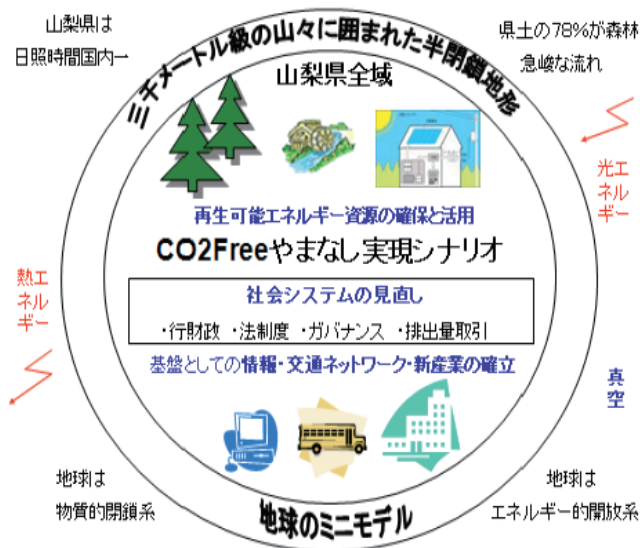 山梨県は
日照時間国内一
県土の78%が森林
急峻な流れ
三千メートル級の山々に囲まれた半閉鎖地形
山梨県全域
光エネルギー
再生可能エネルギー資源の確保と活用
CO2Freeやまなし実現シナリオ
熱エネルギー
社会システムの見直し
・行財政 ・法制度 ・ガバナンス ・排出量取引
基盤としての情報・交通ネットワーク・新産業の確立
真空
地球は
物質的閉鎖系
地球のミニモデル
地球は
エネルギー的開放系